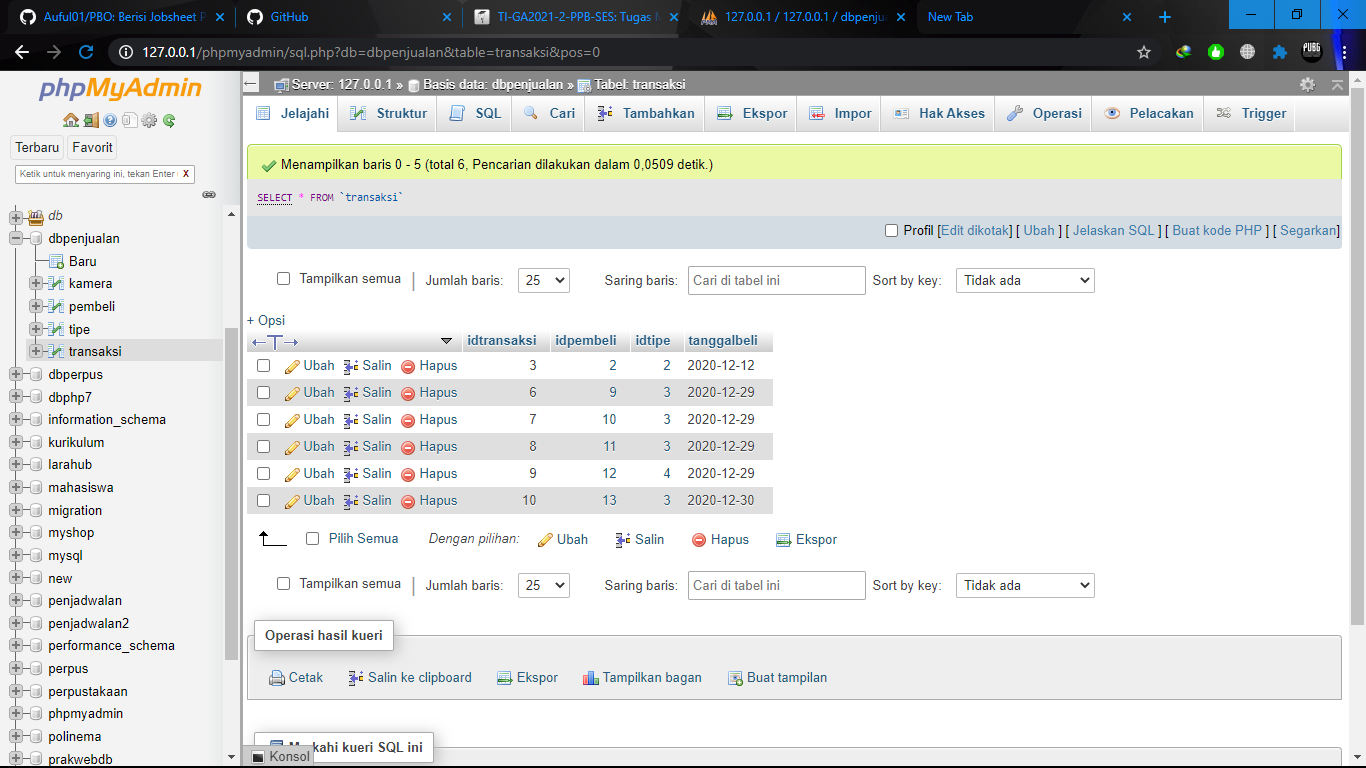 Auful01/PBO: Berisi Jobsheet P
GitHub
TI-GA2021-2-PPB-SES: Tugas
127.0.0.1 / 127.0.0.1 / dbpenjua
New Tab
127.0.0.1/phpmyadmin/sql.php?db=dbpenjualan&table=transaksi&pos=0
phpMyAdmin
Terbaru Favorit
Ketik untuk menyaring ini, tekan Enter X
db
dbpenjualan
Baru
kamera
pembeli
tipe
transaksi
dbperpus
dbphp7
information_schema
kurikulum
larahub
mahasiswa
migration
myshop
mysql
new
penjadwalan
penjadwalan2
performance_schema
perpus
perpustakaan
phpmyadmin
polinema
prakwebdb
Server: 127.0.0.1 » Basis data: dbpenjualan » Tabel: transaksi
Jelajahi Struktur SQL Cari Tambahkan Ekspor Impor Hak Akses Operasi Pelacakan Trigger
Menampilkan baris 0 - 5 (total 6, Pencarian dilakukan dalam 0,0509 detik.)
SELECT * FROM `transaksi`
Profil [Edit dikotak] [ Ubah ] [ Jelaskan SQL ] [ Buat kode PHP ] [ Segarkan]
Tampilkan semua | Jumlah baris: 25 Saring baris: Cari di tabel ini Sort by key: Tidak ada
+ Opsi
←T→ idtransaksi idpembeli idtipe tanggalbeli
Ubah Salin Hapus 3 2 2 2020-12-12
Ubah Salin Hapus 6 9 3 2020-12-29
Ubah Salin Hapus 7 10 3 2020-12-29
Ubah Salin Hapus 8 11 3 2020-12-29
Ubah Salin Hapus 9 12 4 2020-12-29
Ubah Salin Hapus 10 13 3 2020-12-30
Pilih Semua Dengan pilihan: Ubah Salin Hapus Ekspor
Tampilkan semua | Jumlah baris: 25 Saring baris: Cari di tabel ini Sort by key: Tidak ada
Operasi hasil kueri
Cetak Salin ke clipboard Ekspor Tampilkan bagan Buat tampilan
kahi kueri SQL ini
Konsol